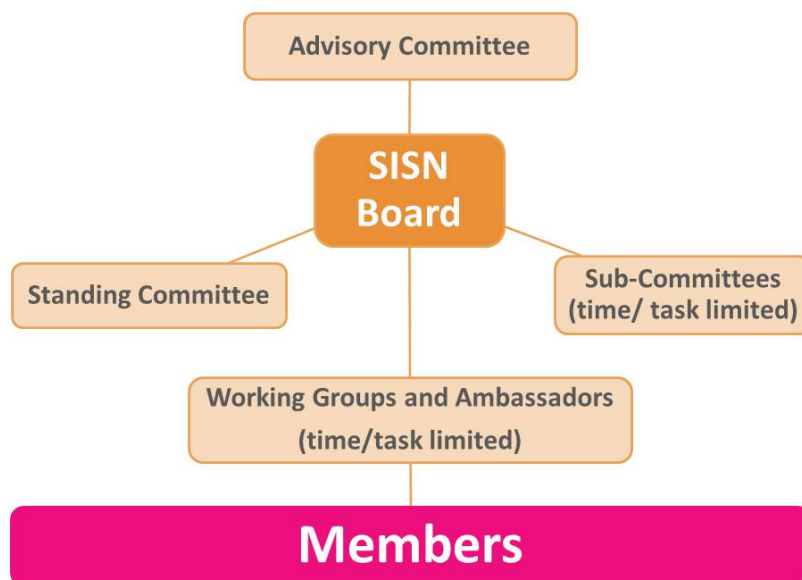 Advisory Committee
SISN
Board
Standing Committee
Sub-Committees
(time/ task limited)
Working Groups and Ambassadors
(time/task limited)
Members